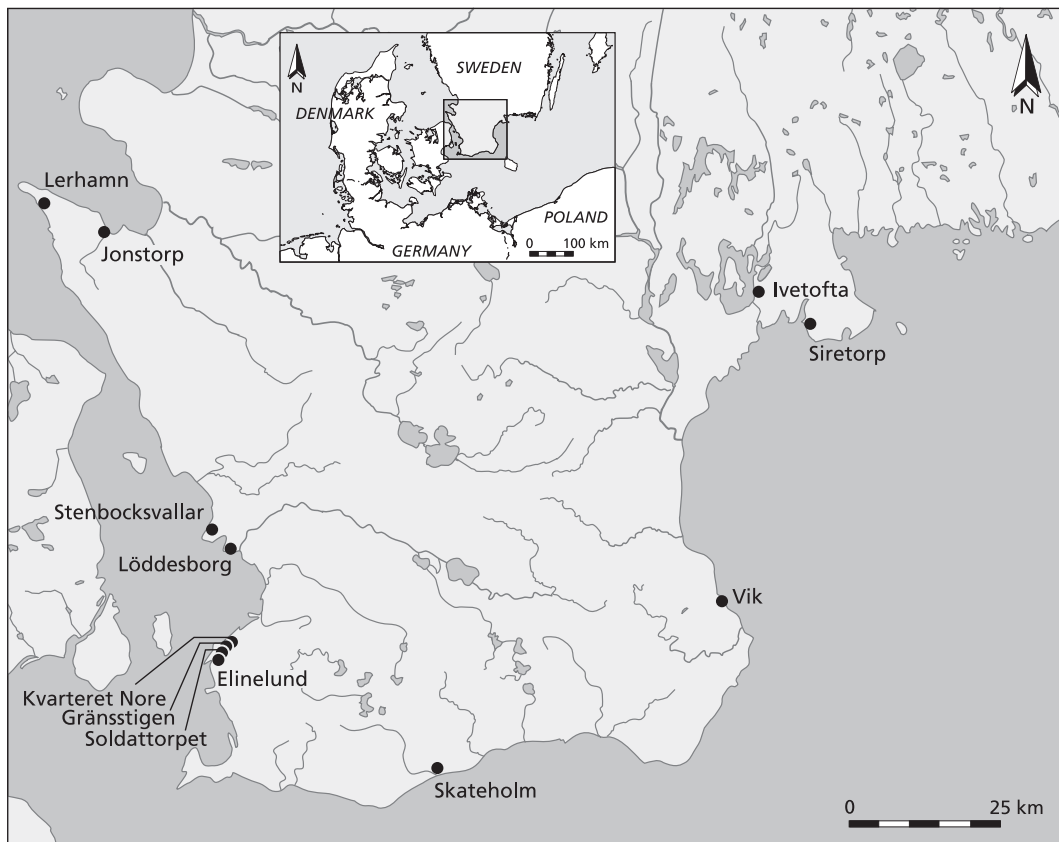 N
SWEDEN
DENMARK
POLAND
GERMANY
0 100 km
N
Lerhamn
Jonstorp
Ivetofta
Siretorp
Stenbocksvallar
Löddesborg
Vik
Elinelund
Kvarteret Nore
Gränsstigen
Soldattorpet
Skateholm
0 25 km